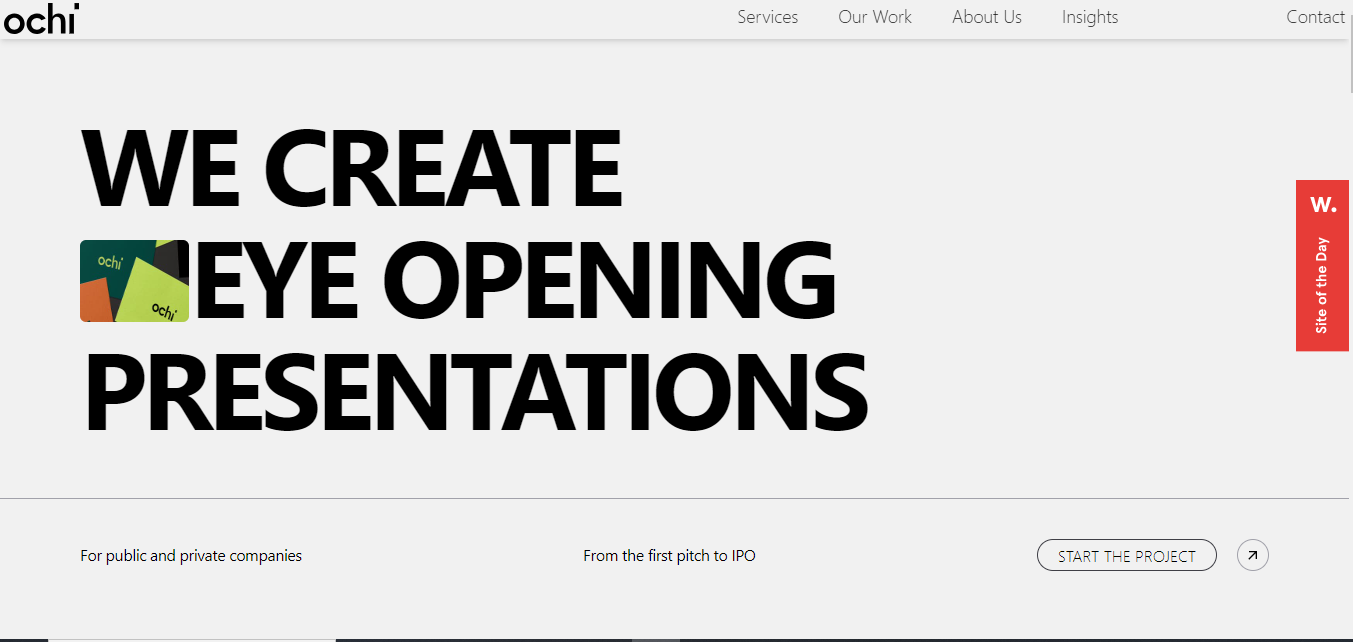 ochi
Services Our Work About Us Insights Contact
WE CREATE
ochi
ochi
EYE OPENING
PRESENTATIONS
W.
Site of the Day
For public and private companies
From the first pitch to IPO
START THE PROJECT